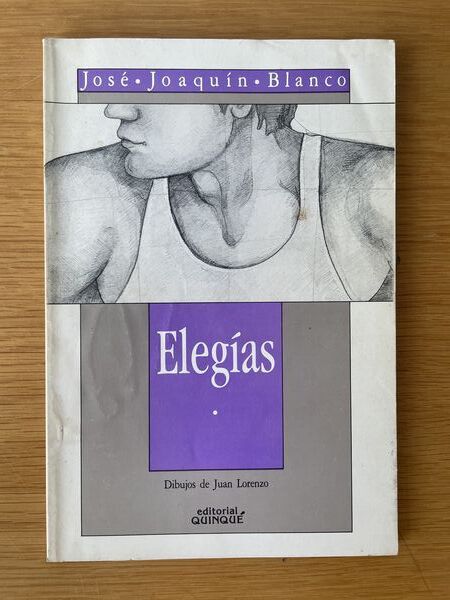 José • Joaquín • Blanco
Elegías
•
Dibujos de Juan Lorenzo
editorial
QUINQUÉ